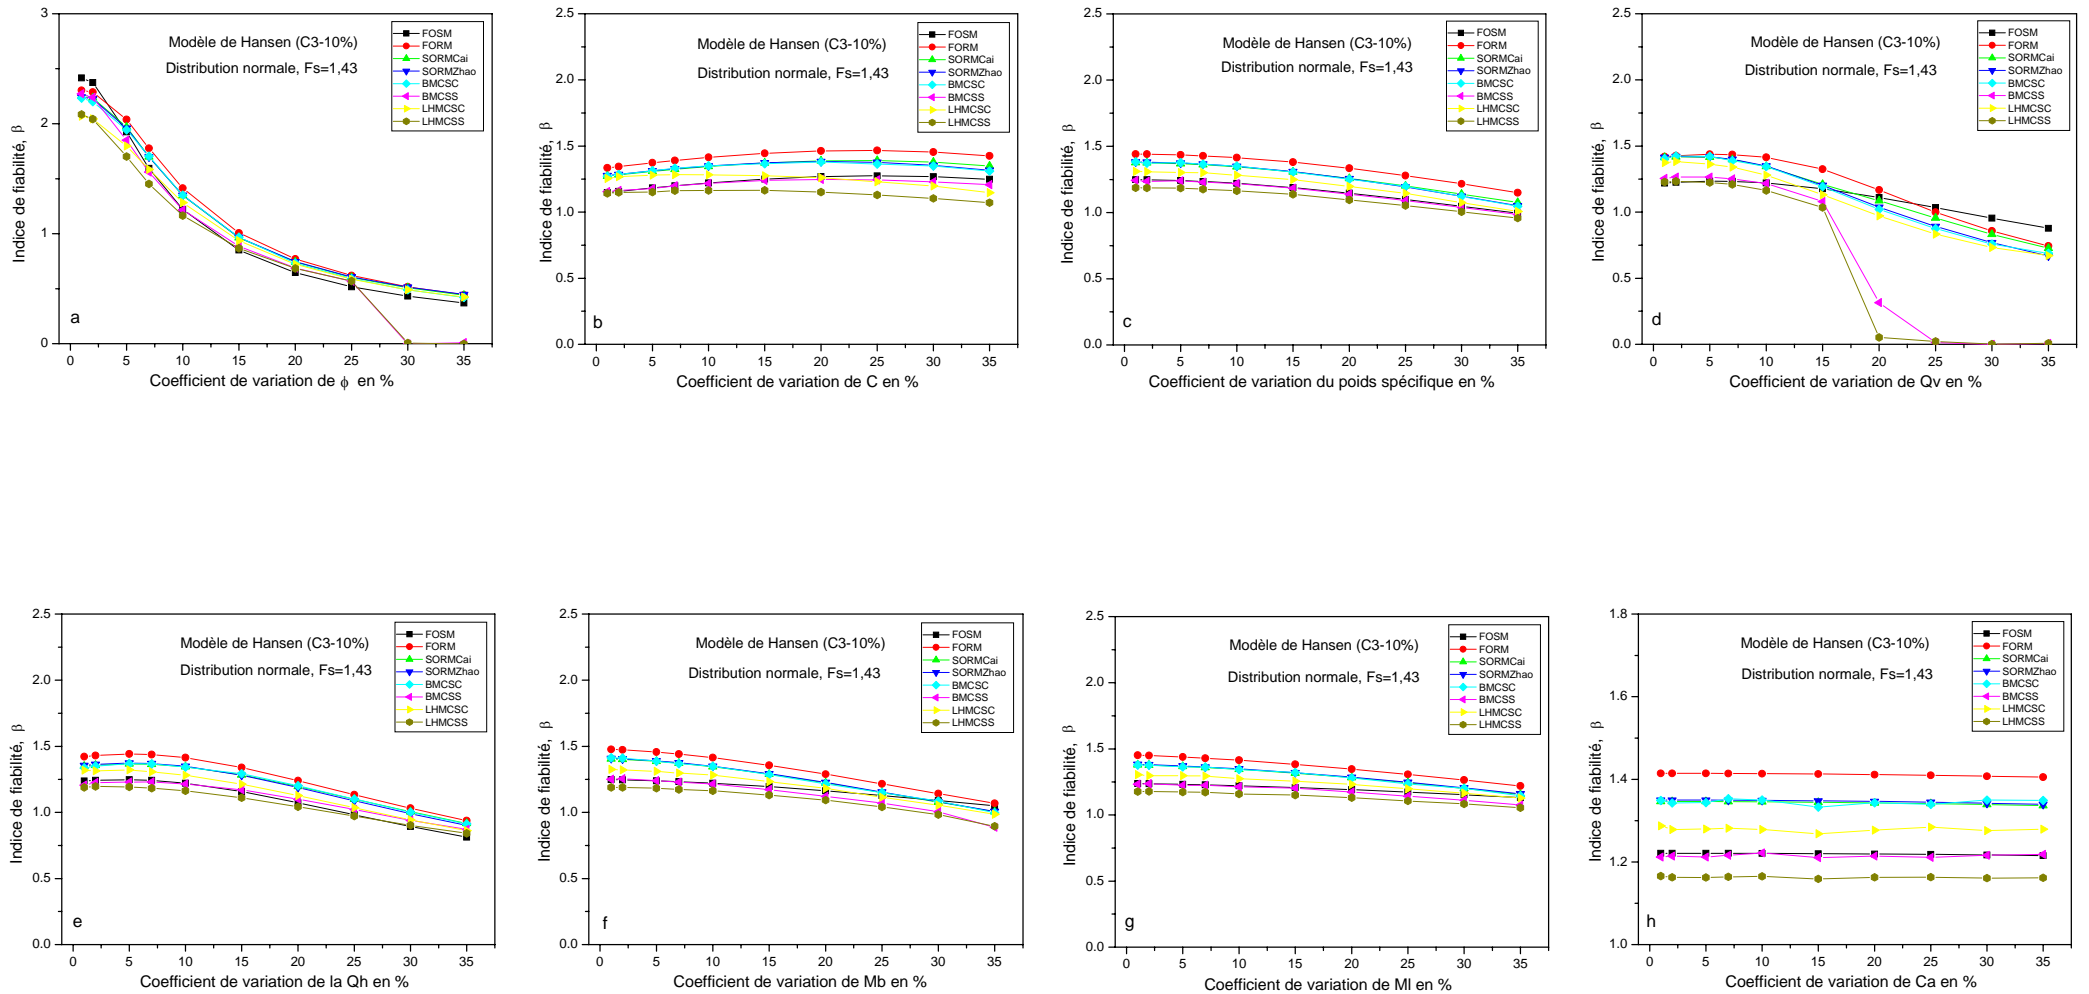 Modèle de Hansen (C3-10%)
Distribution normale, Fs=1,43
FOSM
FORM
SORMCai
SORMZhao
BMCSC
BMCSS
LHMCSC
LHMCSS
Indice de fiabilité, β
3
2
1
0
a
0 5 10 15 20 25 30 35
Coefficient de variation de ϕ en %
Modèle de Hansen (C3-10%)
Distribution normale, Fs=1,43
FOSM
FORM
SORMCai
SORMZhao
BMCSC
BMCSS
LHMCSC
LHMCSS
Indice de fiabilité, β
2.5
2.0
1.5
1.0
0.5
0.0
b
0 5 10 15 20 25 30 35
Coefficient de variation de C en %
Modèle de Hansen (C3-10%)
Distribution normale, Fs=1,43
FOSM
FORM
SORMCai
SORMZhao
BMCSC
BMCSS
LHMCSC
LHMCSS
Indice de fiabilité, β
2.5
2.0
1.5
1.0
0.5
0.0
c
0 5 10 15 20 25 30 35
Coefficient de variation du poids spécifique en %
Modèle de Hansen (C3-10%)
Distribution normale, Fs=1,43
FOSM
FORM
SORMCai
SORMZhao
BMCSC
BMCSS
LHMCSC
LHMCSS
Indice de fiabilité, β
2.5
2.0
1.5
1.0
0.5
0.0
d
0 5 10 15 20 25 30 35
Coefficient de variation de Qv en %
Modèle de Hansen (C3-10%)
Distribution normale, Fs=1,43
FOSM
FORM
SORMCai
SORMZhao
BMCSC
BMCSS
LHMCSC
LHMCSS
Indice de fiabilité, β
2.5
2.0
1.5
1.0
0.5
0.0
e
0 5 10 15 20 25 30 35
Coefficient de variation de la Qh en %
Modèle de Hansen (C3-10%)
Distribution normale, Fs=1,43
FOSM
FORM
SORMCai
SORMZhao
BMCSC
BMCSS
LHMCSC
LHMCSS
Indice de fiabilité, β
2.5
2.0
1.5
1.0
0.5
0.0
f
0 5 10 15 20 25 30 35
Coefficient de variation de Mb en %
Modèle de Hansen (C3-10%)
Distribution normale, Fs=1,43
FOSM
FORM
SORMCai
SORMZhao
BMCSC
BMCSS
LHMCSC
LHMCSS
Indice de fiabilité, β
2.5
2.0
1.5
1.0
0.5
0.0
g
0 5 10 15 20 25 30 35
Coefficient de variation de Ml en %
Modèle de Hansen (C3-10%)
Distribution normale, Fs=1,43
FOSM
FORM
SORMCai
SORMZhao
BMCSC
BMCSS
LHMCSC
LHMCSS
Indice de fiabilité, β
1.8
1.6
1.4
1.2
1.0
h
0 5 10 15 20 25 30 35
Coefficient de variation de Ca en %